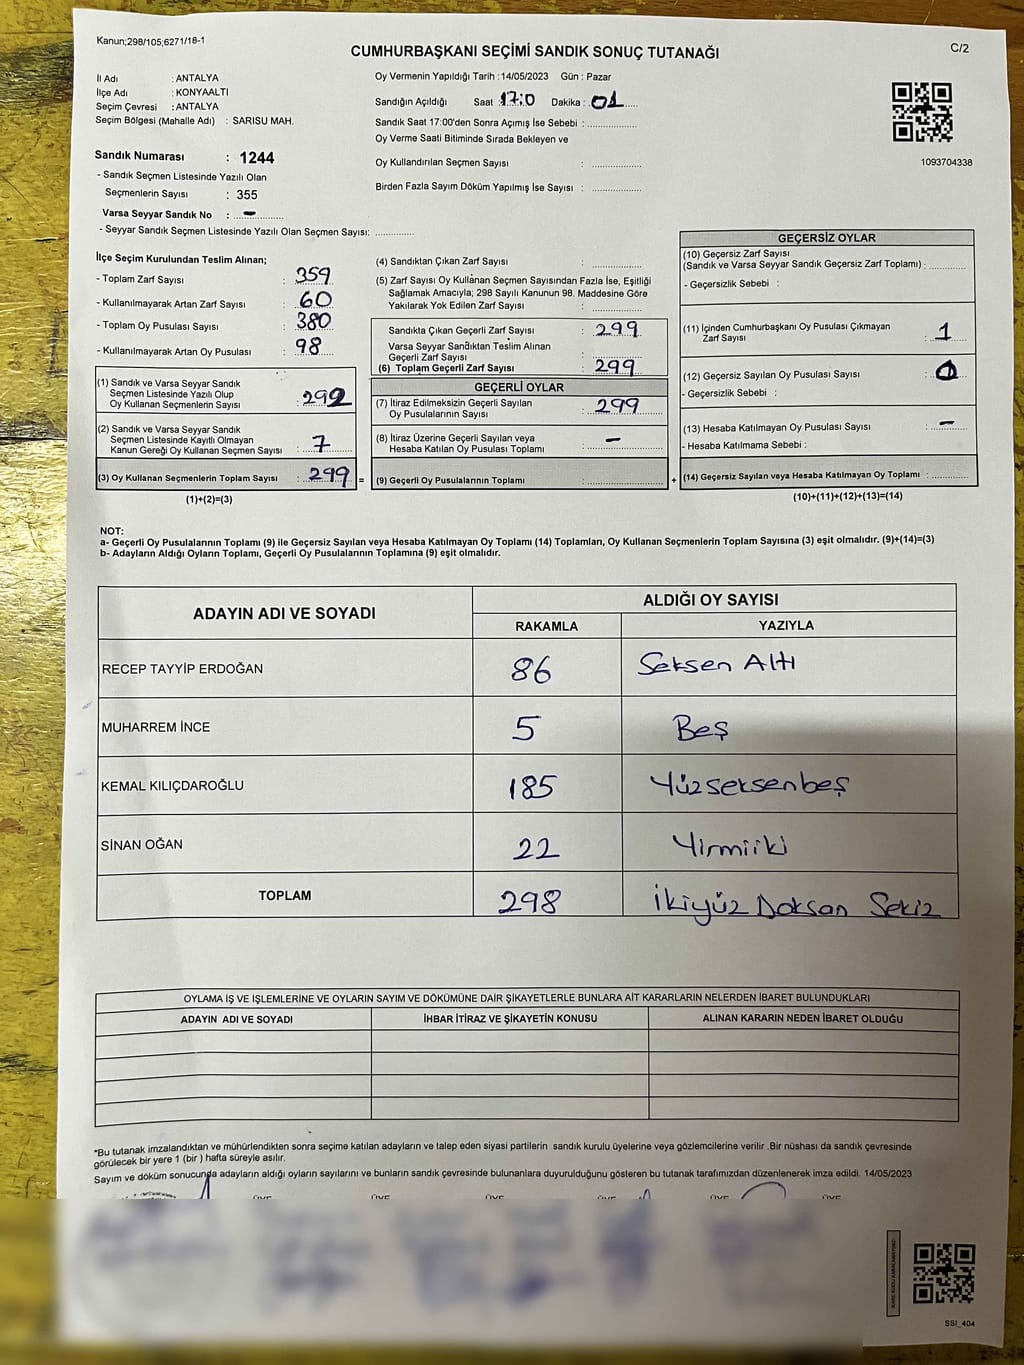 Kanun;298/105;6271/18-1
C/2
CUMHURBAŞKANI SEÇİMİ SANDIK SONUÇ TUTANAĞI
İl Adı : ANTALYA
İlçe Adı : KONYAALTI
Seçim Çevresi : ANTALYA
Seçim Bölgesi (Mahalle Adı) : SARISU MAH.
Oy Vermenin Yapıldığı Tarih : 14/05/2023 Gün : Pazar
Sandığın Açıldığı Saat 17:0 Dakika : 01
Sandık Saat 17:00'den Sonra Açımış İse Sebebi :
Oy Verme Saati Bitiminde Sırada Bekleyen ve
Oy Kullandırılan Seçmen Sayısı :
Birden Fazla Sayım Döküm Yapılmış İse Sayısı :
1093704338
Sandık Numarası : 1244
- Sandık Seçmen Listesinde Yazılı Olan
Seçmenlerin Sayısı : 355
Varsa Seyyar Sandık No : -
- Seyyar Sandık Seçmen Listesinde Yazılı Olan Seçmen Sayısı:
İlçe Seçim Kurulundan Teslim Alınan;
- Toplam Zarf Sayısı : 359
- Kullanılmayarak Artan Zarf Sayısı : 60
- Toplam Oy Pusulası Sayısı : 380
- Kullanılmayarak Artan Oy Pusulası : 98
(1) Sandık ve Varsa Seyyar Sandık
Seçmen Listesinde Yazılı Olup
Oy Kullanan Seçmenlerin Sayısı : 292
(2) Sandık ve Varsa Seyyar Sandık
Seçmen Listesinde Kayıtlı Olmayan
Kanun Gereği Oy Kullanan Seçmen Sayısı : 7
(3) Oy Kullanan Seçmenlerin Toplam Sayısı : 299 =
(1)+(2)=(3)
(4) Sandıktan Çıkan Zarf Sayısı :
(5) Zarf Sayısı Oy Kullanan Seçmen Sayısından Fazla İse, Eşitliği
Sağlamak Amacıyla; 298 Sayılı Kanunun 98. Maddesine Göre
Yakılarak Yok Edilen Zarf Sayısı :
Sandıkta Çıkan Geçerli Zarf Sayısı : 299
Varsa Seyyar Sandıktan Teslim Alınan
Geçerli Zarf Sayısı :
(6) Toplam Geçerli Zarf Sayısı : 299
GEÇERLİ OYLAR
(7) İtiraz Edilmeksizin Geçerli Sayılan
Oy Pusulalarının Sayısı : 299
(8) İtiraz Üzerine Geçerli Sayılan veya
Hesaba Katılan Oy Pusulası Toplamı : -
(9) Geçerli Oy Pusulalarının Toplamı : +
GEÇERSİZ OYLAR
(10) Geçersiz Zarf Sayısı
(Sandık ve Varsa Seyyar Sandık Geçersiz Zarf Toplamı) :
- Geçersizlik Sebebi :
(11) İçinden Cumhurbaşkanı Oy Pusulası Çıkmayan
Zarf Sayısı : 1
(12) Geçersiz Sayılan Oy Pusulası Sayısı : 0
- Geçersizlik Sebebi :
(13) Hesaba Katılmayan Oy Pusulası Sayısı : -
- Hesaba Katılmama Sebebi :
(14) Geçersiz Sayılan veya Hesaba Katılmayan Oy Toplamı :
(10)+(11)+(12)+(13)=(14)
NOT:
a- Geçerli Oy Pusulalarının Toplamı (9) ile Geçersiz Sayılan veya Hesaba Katılmayan Oy Toplamı (14) Toplamları, Oy Kullanan Seçmenlerin Toplam Sayısına (3) eşit olmalıdır. (9)+(14)=(3)
b- Adayların Aldığı Oyların Toplamı, Geçerli Oy Pusulalarının Toplamına (9) eşit olmalıdır.
ADAYIN ADI VE SOYADI
ALDIĞI OY SAYISI
RAKAMLA YAZIYLA
RECEP TAYYİP ERDOĞAN 86 Seksen Altı
MUHARREM İNCE 5 Beş
KEMAL KILIÇDAROĞLU 185 Yüzseksenbeş
SİNAN OĞAN 22 Yirmiiki
TOPLAM 298 İkiyüz Doksan Sekiz
OYLAMA İŞ VE İŞLEMLERİNE VE OYLARIN SAYIM VE DÖKÜMÜNE DAİR ŞİKAYETLERLE BUNLARA AİT KARARLARIN NELERDEN İBARET BULUNDUKLARI
ADAYIN ADI VE SOYADI İHBAR İTİRAZ VE ŞİKAYETİN KONUSU ALINAN KARARIN NEDEN İBARET OLDUĞU
*Bu tutanak imzalandıktan ve mühürlendikten sonra seçime katılan adayların ve talep eden siyasi partilerin sandık kurulu üyelerine veya gözlemcilerine verilir .Bir nüshası da sandık çevresinde
görülecek bir yere 1 (bir ) hafta süreyle asılır.
Sayım ve döküm sonucunda adayların aldığı oyların sayılarını ve bunların sandık çevresinde bulunanlara duyurulduğunu gösteren bu tutanak tarafımızdan düzenlenerek imza edildi. 14/05/2023
ÜYE ÜYE ÜYE ÜYE ÜYE ÜYE
SSI_404